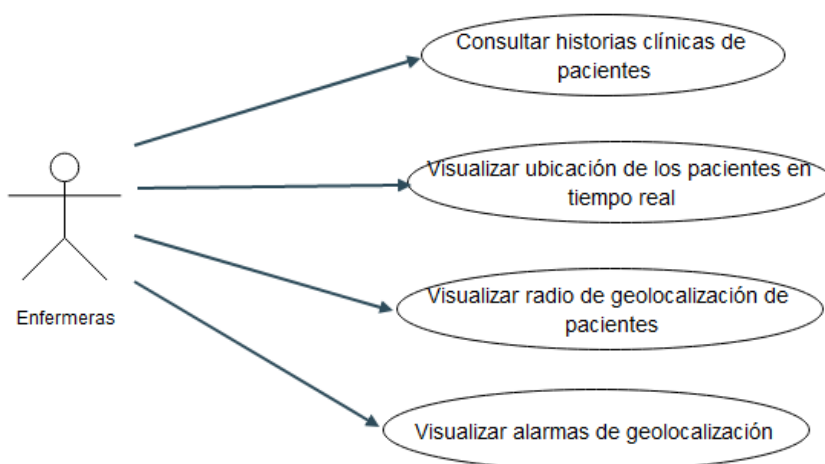 Consultar historias clínicas de
pacientes
Visualizar ubicación de los pacientes en
tiempo real
Visualizar radio de geolocalización de
pacientes
Enfermeras
Visualizar alarmas de geolocalización